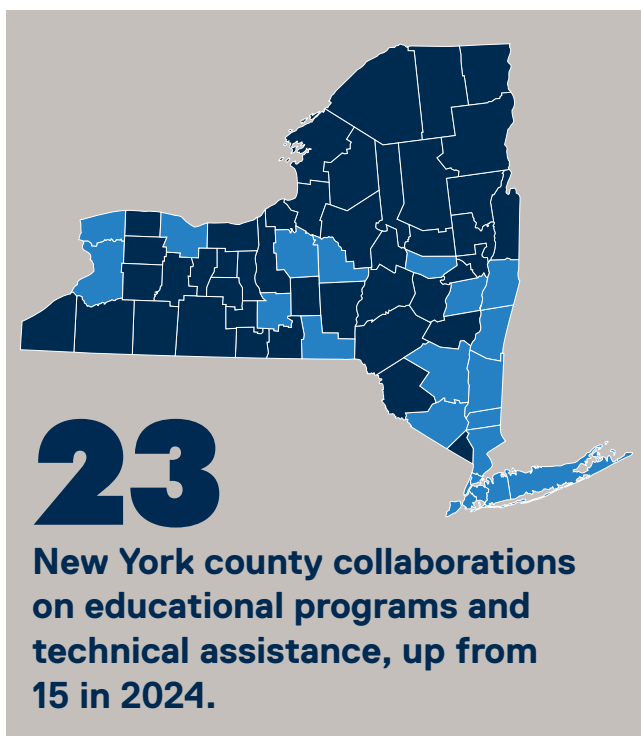 23
New York county collaborations
on educational programs and
technical assistance, up from
15 in 2024.